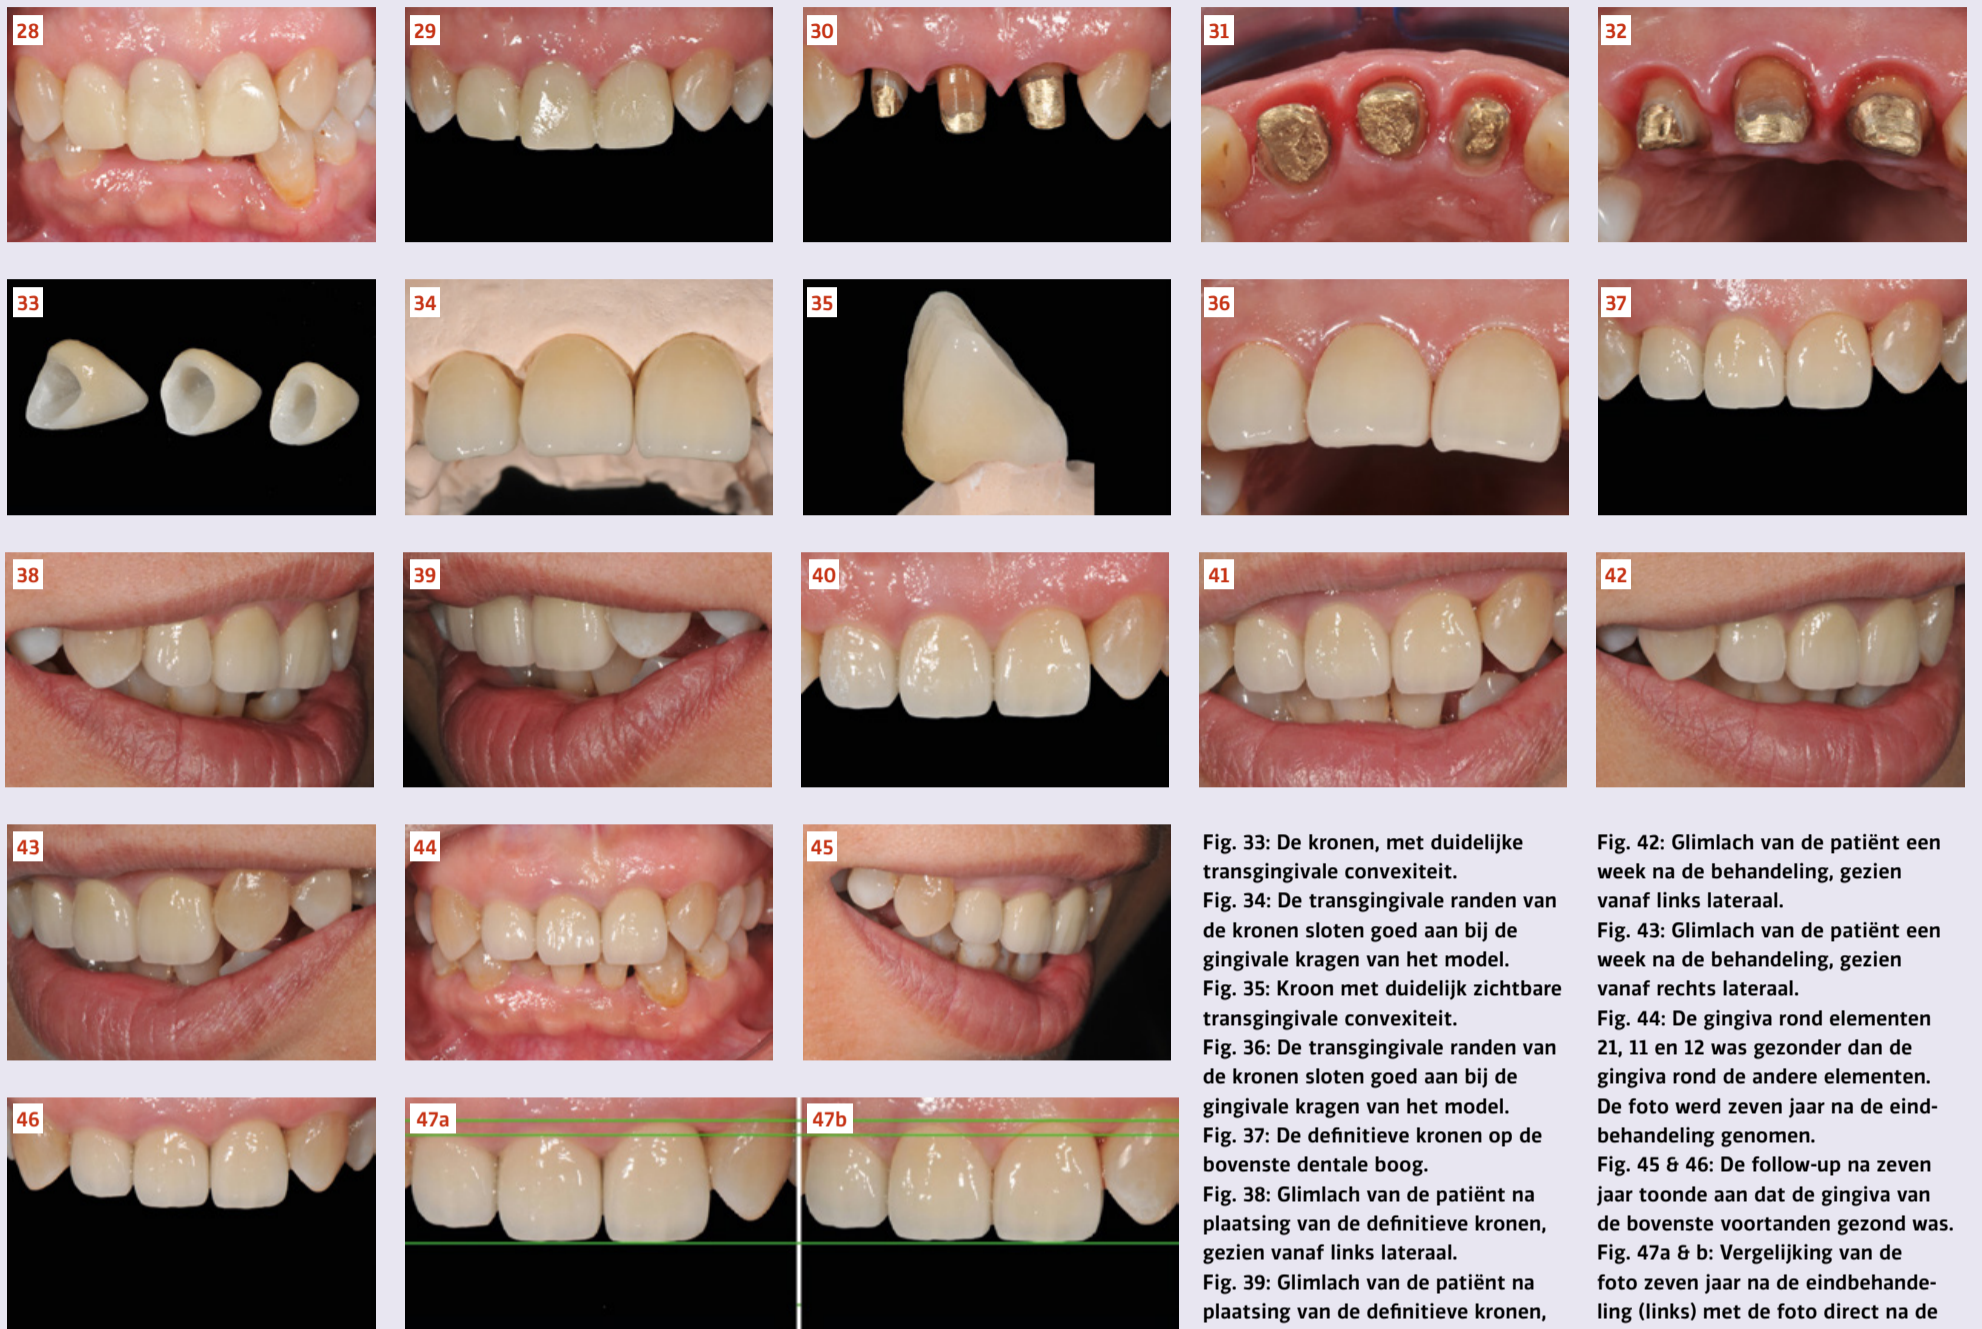 28
29
30
31
32
33
34
35
36
37
38
39
40
41
42
43
44
45
46
47a
47b
Fig. 33: De kronen, met duidelijke
transgingivale convexiteit.
Fig. 34: De transgingivale randen van
de kronen sloten goed aan bij de
gingivale kragen van het model.
Fig. 35: Kroon met duidelijk zichtbare
transgingivale convexiteit.
Fig. 36: De transgingivale randen van
de kronen sloten goed aan bij de
gingivale kragen van het model.
Fig. 37: De definitieve kronen op de
bovenste dentale boog.
Fig. 38: Glimlach van de patiënt na
plaatsing van de definitieve kronen,
gezien vanaf links lateraal.
Fig. 39: Glimlach van de patiënt na
plaatsing van de definitieve kronen,
Fig. 42: Glimlach van de patiënt een
week na de behandeling, gezien
vanaf links lateraal.
Fig. 43: Glimlach van de patiënt een
week na de behandeling, gezien
vanaf rechts lateraal.
Fig. 44: De gingiva rond elementen
21, 11 en 12 was gezonder dan de
gingiva rond de andere elementen.
De foto werd zeven jaar na de eind-
behandeling genomen.
Fig. 45 & 46: De follow-up na zeven
jaar toonde aan dat de gingiva van
de bovenste voortanden gezond was.
Fig. 47a & b: Vergelijking van de
foto zeven jaar na de eindbehande-
ling (links) met de foto direct na de